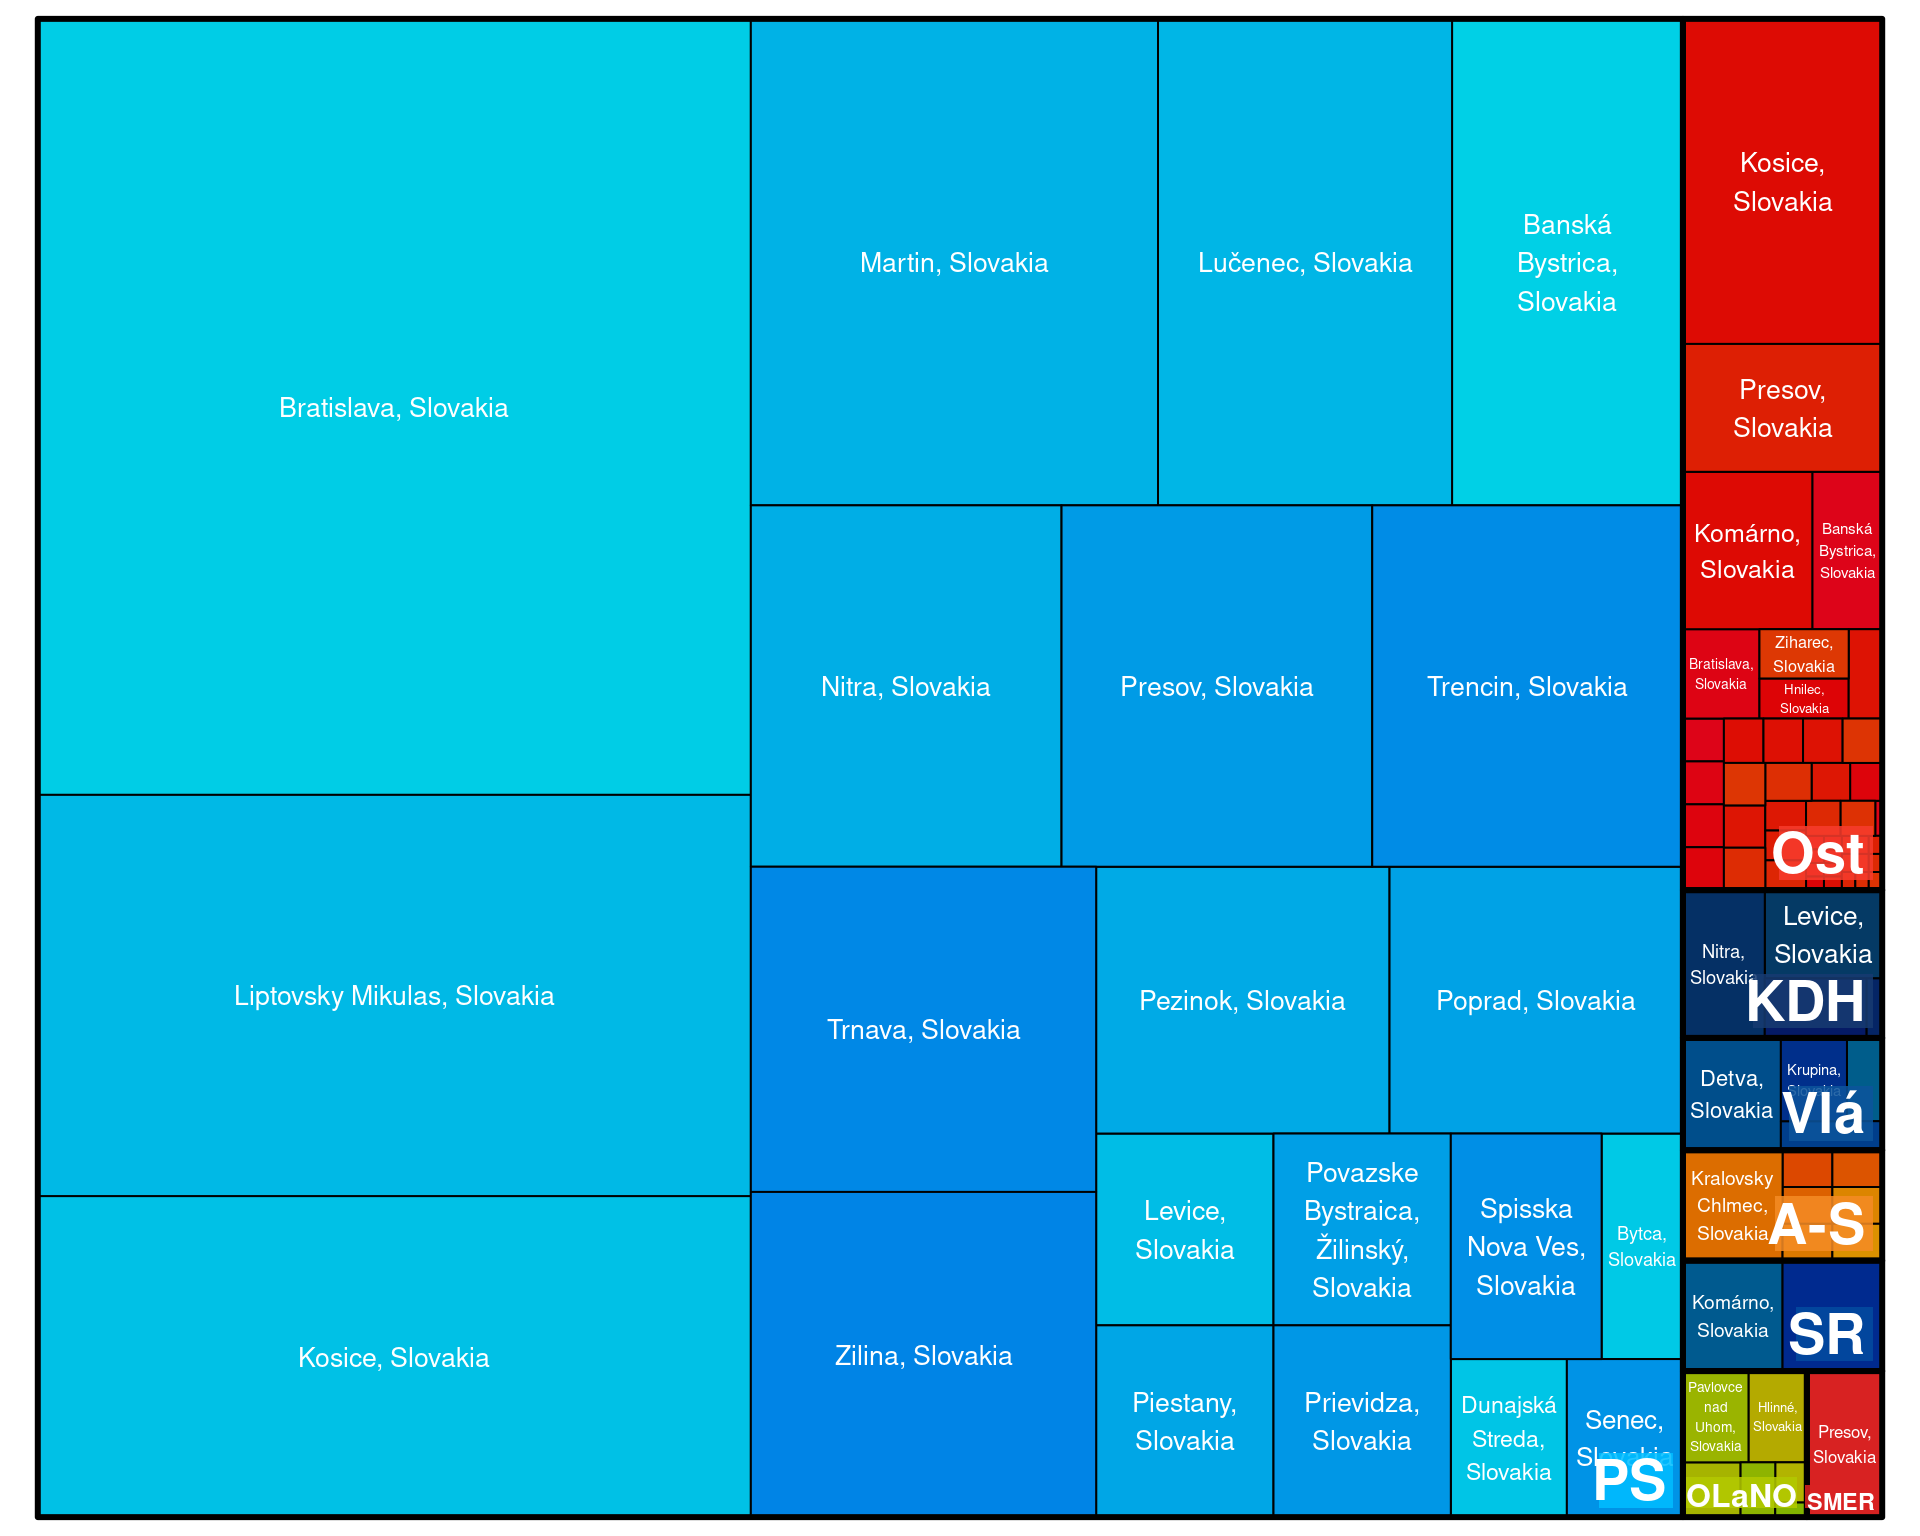 Bratislava, Slovakia
Liptovsky Mikulas, Slovakia
Kosice, Slovakia
Martin, Slovakia
Lučenec, Slovakia
Banská
Bystrica,
Slovakia
Nitra, Slovakia
Presov, Slovakia
Trencin, Slovakia
Trnava, Slovakia
Zilina, Slovakia
Pezinok, Slovakia
Poprad, Slovakia
Levice,
Slovakia
Povazske
Bystraica,
Žilinský,
Slovakia
Spisska
Nova Ves,
Slovakia
Bytca,
Slovakia
Piestany,
Slovakia
Prievidza,
Slovakia
Dunajská
Streda,
Slovakia
Senec,
Slovakia
PS
Kosice,
Slovakia
Presov,
Slovakia
Komárno,
Slovakia
Banská
Bystrica,
Slovakia
Bratislava,
Slovakia
Ziharec,
Slovakia
Hnilec,
Slovakia
Ost
Nitra,
Slovakia
Levice,
Slovakia
KDH
Detva,
Slovakia
Krupina,
Slovakia
Vlá
Kralovsky
Chlmec,
Slovakia
A-S
Komárno,
Slovakia
SR
Pavlovce
nad
Uhom,
Slovakia
Hlinné,
Slovakia
OLaNO
Presov,
Slovakia
SMER